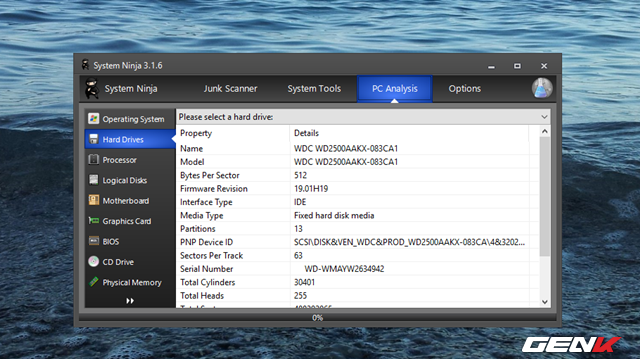 System Ninja 3.1.6
System Ninja Junk Scanner System Tools PC Analysis Options
Operating System
Hard Drives
Processor
Logical Disks
Motherboard
Graphics Card
BIOS
CD Drive
Physical Memory
Please select a hard drive:
Property Details
Name WDC WD2500AAKX-083CA1
Model WDC WD2500AAKX-083CA1
Bytes Per Sector 512
Firmware Revision 19.01H19
Interface Type IDE
Media Type Fixed hard disk media
Partitions 13
PNP Device ID SCSI\DISK&VEN_WDC&PROD_WD2500AAKX-083CA\4&3202...
Sectors Per Track 63
Serial Number WD-WMAYW2634942
Total Cylinders 30401
Total Heads 255
0%
GENK